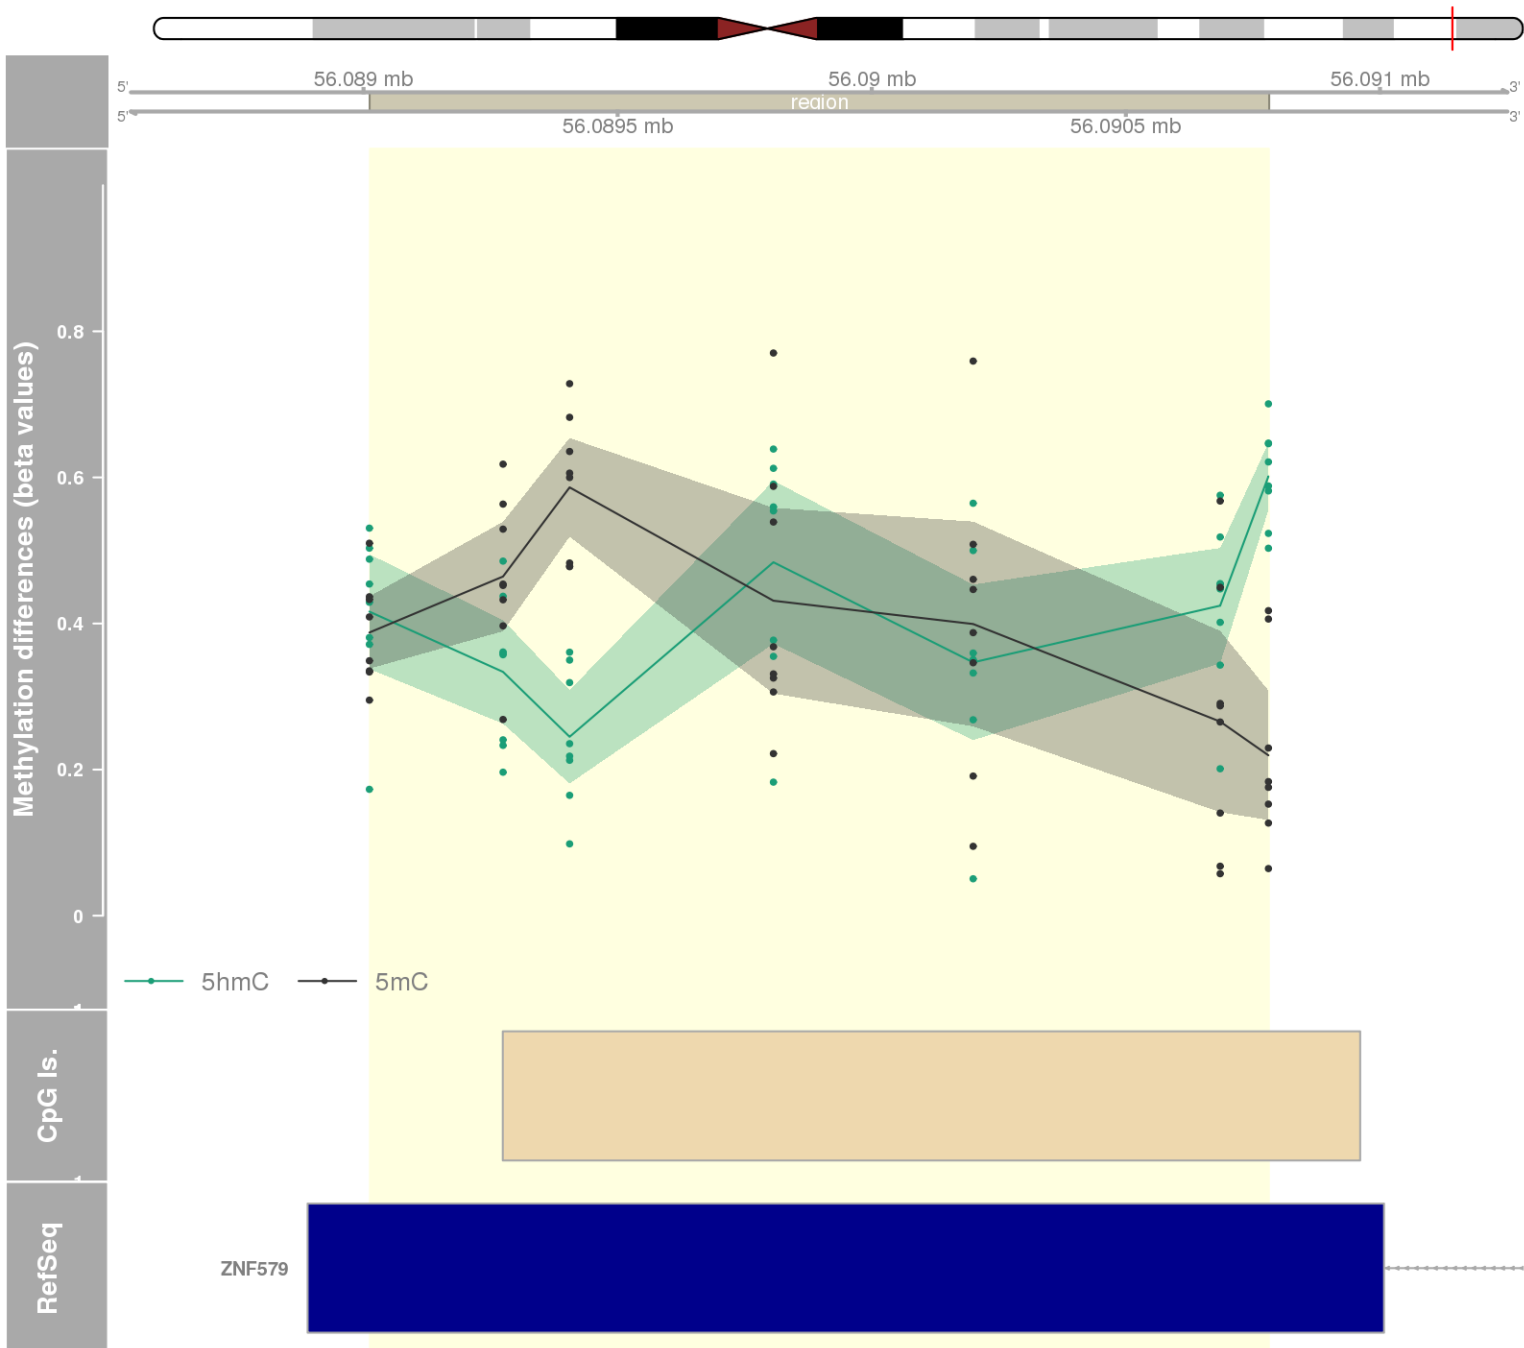 56.089 mb
56.09 mb
56.091 mb
5'
3'
region
5'
3'
56.0895 mb
56.0905 mb
Methylation differences (beta values)
0.8
0.6
0.4
0.2
0
5hmC
5mC
CpG Is.
RefSeq
ZNF579